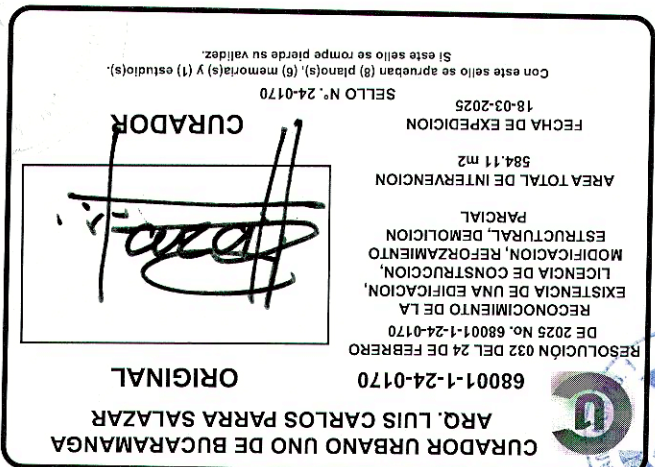 CURADOR URBANO UNO DE BUCARAMANGA
ARQ. LUIS CARLOS PARRA SALAZAR
68001-1-24-0170
ORIGINAL
RESOLUCIÓN 032 DEL 24 DE FEBRERO
DE 2025 No. 68001-1-24-0170
RECONOCIMIENTO DE LA
EXISTENCIA DE UNA EDIFICACION,
LICENCIA DE CONSTRUCCION,
MODIFICACION, REFORZAMIENTO
ESTRUCTURAL, DEMOLICION
PARCIAL
AREA TOTAL DE INTERVENCION
584.11 m2
FECHA DE EXPEDICION
18-03-2025
CURADOR
SELLO Nº. 24-0170
Con este sello se aprueban (8) plano(s), (6) memoria(s) y (1) estudio(s).
Si este sello se rompe pierde su validez.